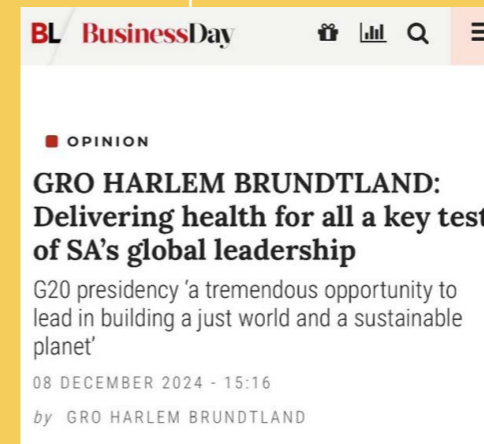 BL BusinessDay
OPINION
GRO HARLEM BRUNDTLAND:
Delivering health for all a key test
of SA's global leadership
G20 presidency ‘a tremendous opportunity to
lead in building a just world and a sustainable
planet’
08 DECEMBER 2024 - 15:16
by GRO HARLEM BRUNDTLAND